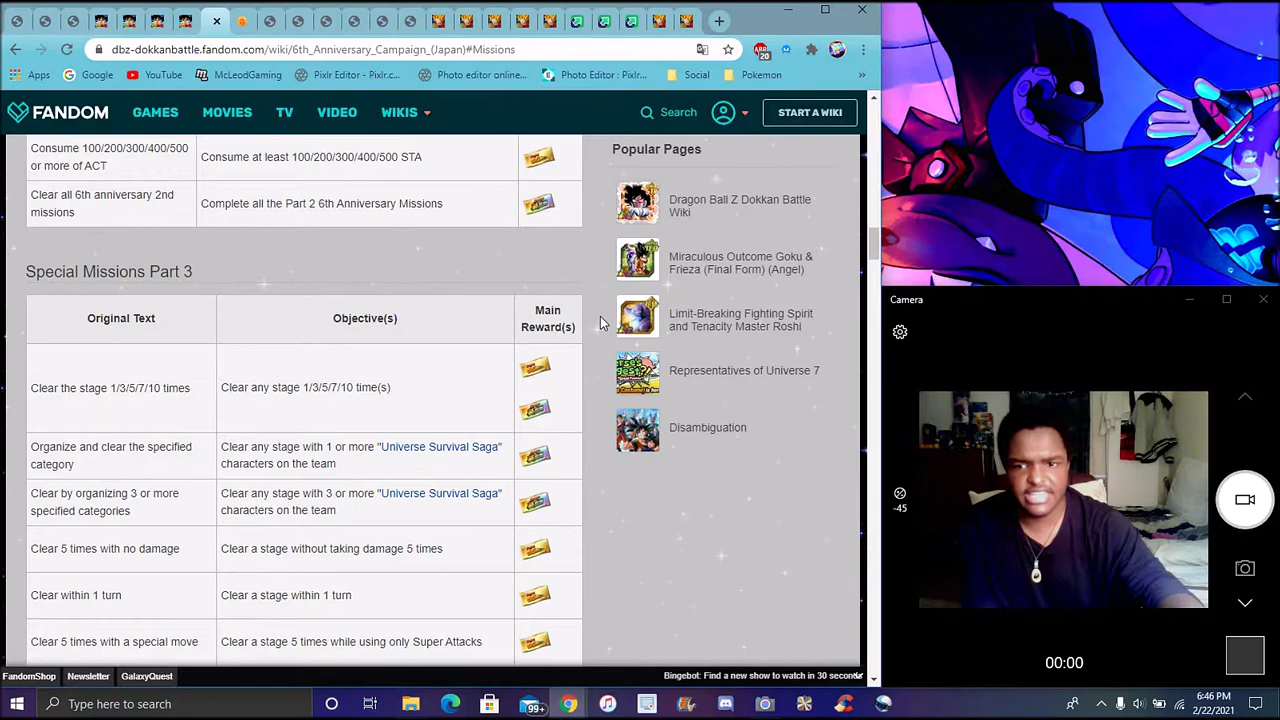 dbz-dokkanbattle.fandom.com/wiki/6th_Anniversary_Campaign_(Japan)#Missions
20
Apps
Google
YouTube
McLeodGaming
Pixlr Editor - Pixlr.c...
Photo editor online...
Photo Editor : Pixlr...
Social
Pokemon
»
FANDOM
GAMES
MOVIES
TV
VIDEO
WIKIS
Search
START A WIKI
Consume 100/200/300/400/500
or more of ACT
Consume at least 100/200/300/400/500 STA
Clear all 6th anniversary 2nd
missions
Complete all the Part 2 6th Anniversary Missions
Special Missions Part 3
Original Text
Objective(s)
Main
Reward(s)
Clear the stage 1/3/5/7/10 times
Clear any stage 1/3/5/7/10 time(s)
Organize and clear the specified
category
Clear any stage with 1 or more "Universe Survival Saga"
characters on the team
Clear by organizing 3 or more
specified categories
Clear any stage with 3 or more "Universe Survival Saga"
characters on the team
Clear 5 times with no damage
Clear a stage without taking damage 5 times
Clear within 1 turn
Clear a stage within 1 turn
Clear 5 times with a special move
Clear a stage 5 times while using only Super Attacks
Popular Pages
Dragon Ball Z Dokkan Battle
Wiki
Miraculous Outcome Goku &
Frieza (Final Form) (Angel)
Limit-Breaking Fighting Spirit
and Tenacity Master Roshi
Representatives of Universe 7
Disambiguation
FandomShop
Newsletter
GalaxyQuest
Bingebot: Find a new show to watch in 30 seconds
Camera
-45
00:00
Type here to search
99+
6:46 PM
2/22/2021